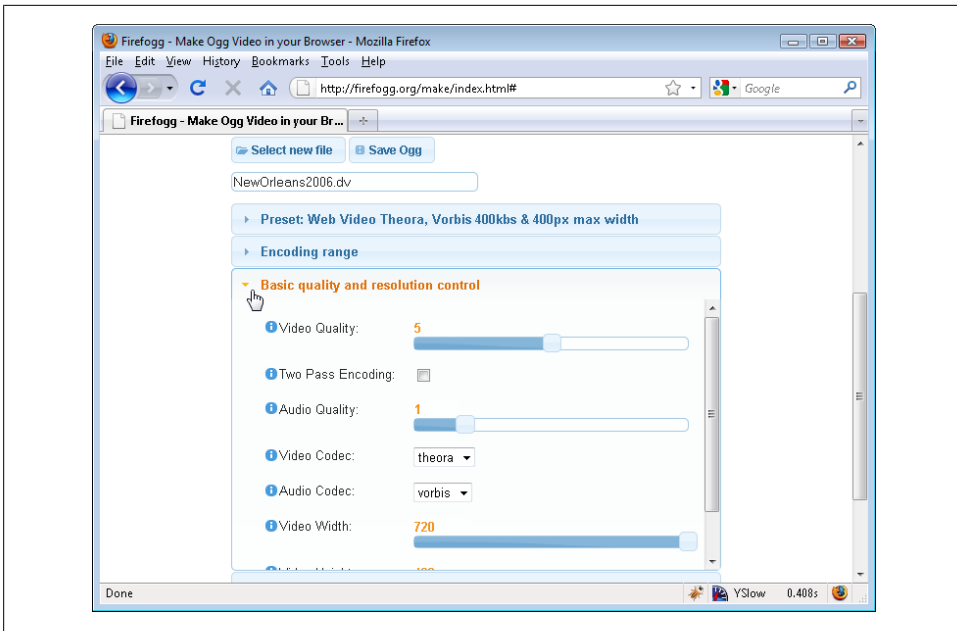 Firefogg - Make Ogg Video in your Browser - Mozilla Firefox
File Edit View History Bookmarks Tools Help
http://firefogg.org/make/index.html# Google
Firefogg - Make Ogg Video in your Br...
Select new file Save Ogg
NewOrleans2006.dv
Preset: Web Video Theora, Vorbis 400kbs & 400px max width
Encoding range
Basic quality and resolution control
Video Quality: 5
Two Pass Encoding:
Audio Quality: 1
Video Codec: theora
Audio Codec: vorbis
Video Width: 720
Done YSlow 0.408s